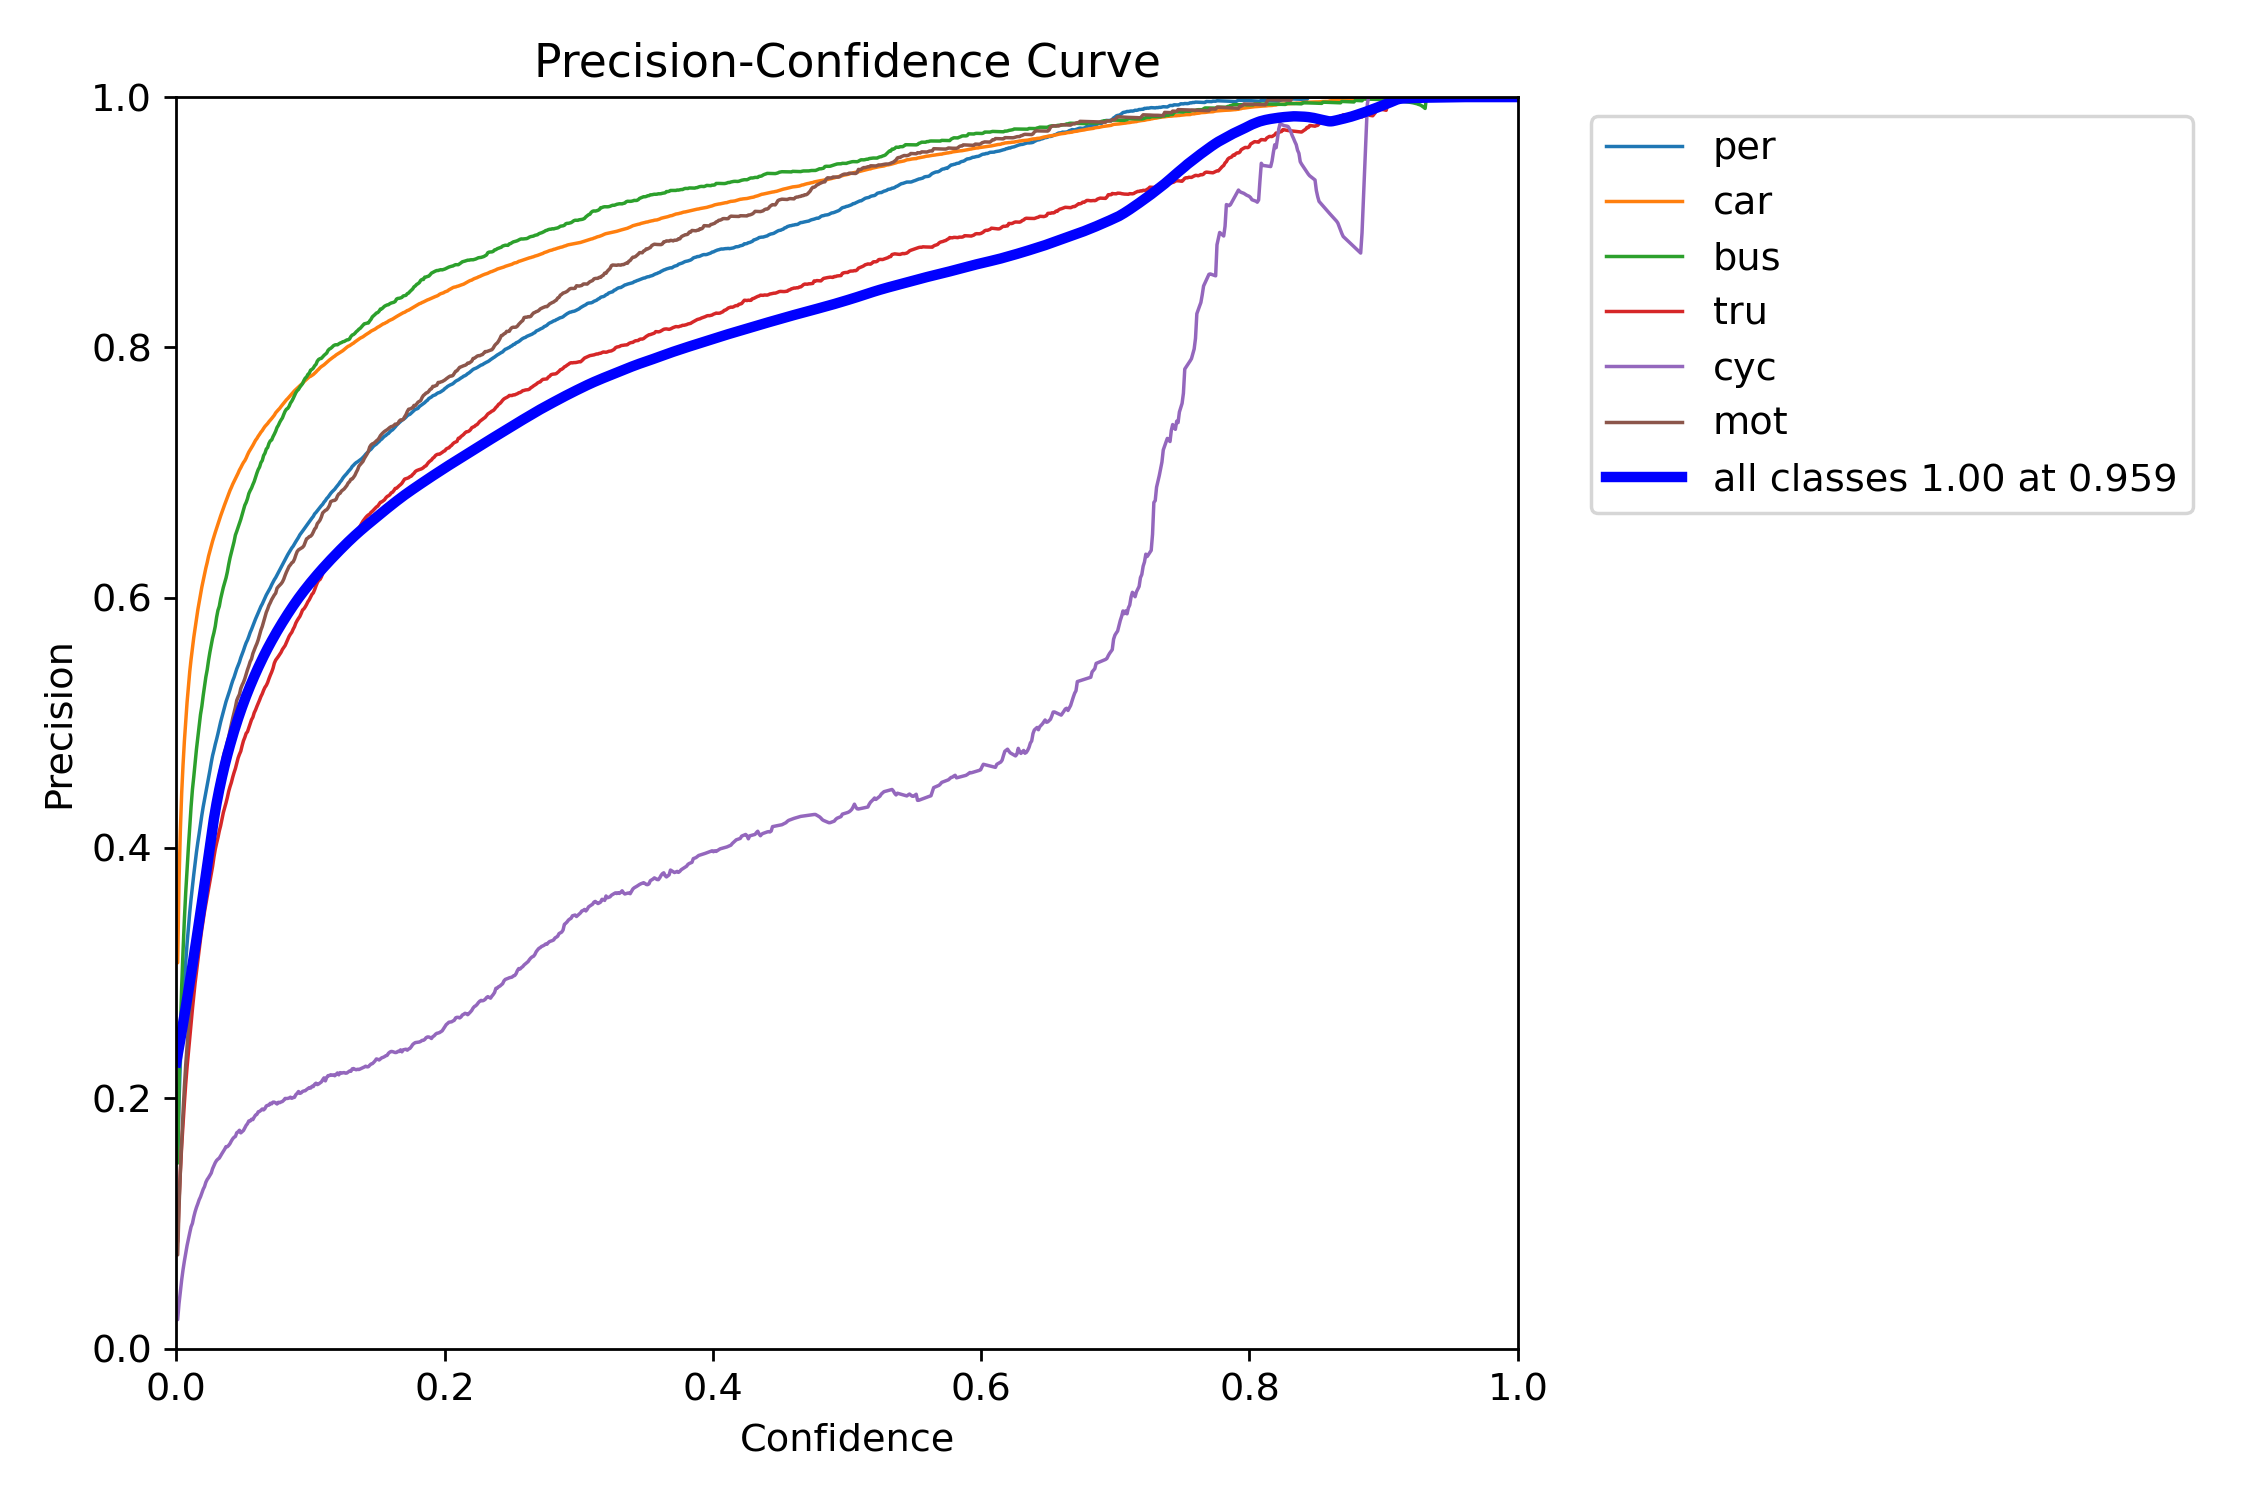 Precision-Confidence Curve
1.0
0.8
0.6
0.4
0.2
0.0
Precision
0.0 0.2 0.4 0.6 0.8 1.0
Confidence
per
car
bus
tru
cyc
mot
all classes 1.00 at 0.959